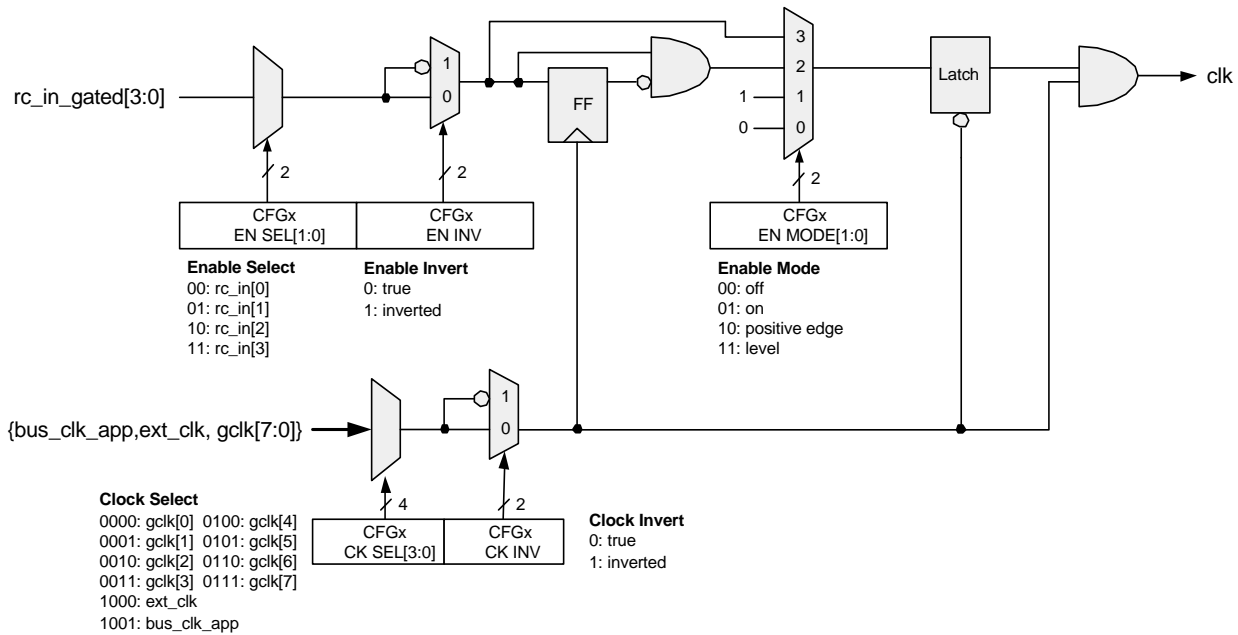 3
1
rc_in_gated[3:0]
0
FF
2
1 1
0 0
Latch
clk
2
2
2
CFGx
EN SEL[1:0]
CFGx
EN INV
CFGx
EN MODE[1:0]
Enable Select
00: rc_in[0]
01: rc_in[1]
10: rc_in[2]
11: rc_in[3]
Enable Invert
0: true
1: inverted
Enable Mode
00: off
01: on
10: positive edge
11: level
{bus_clk_app,ext_clk, gclk[7:0]}
1
0
4
2
CFGx
CK SEL[3:0]
CFGx
CK INV
Clock Select
0000: gclk[0] 0100: gclk[4]
0001: gclk[1] 0101: gclk[5]
0010: gclk[2] 0110: gclk[6]
0011: gclk[3] 0111: gclk[7]
1000: ext_clk
1001: bus_clk_app
Clock Invert
0: true
1: inverted